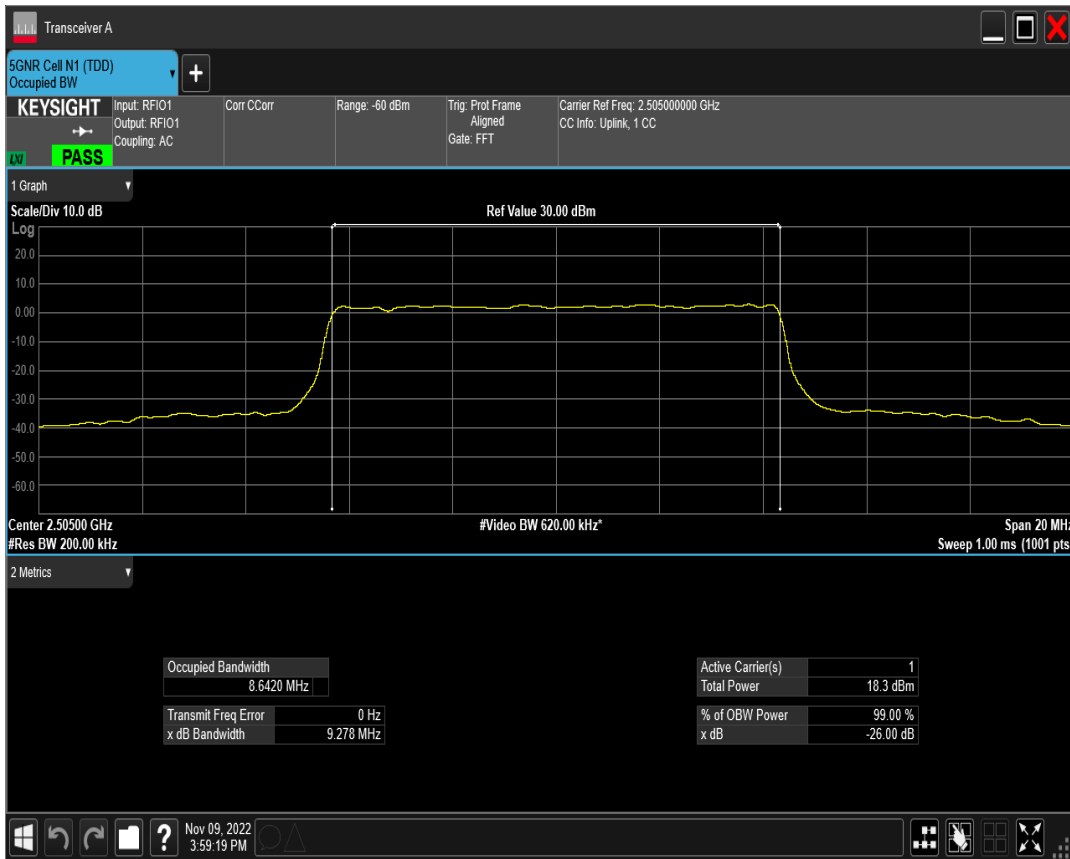 Transceiver A
5GNR Cell N1 (TDD)
Occupied BW
+
KEYSIGHT
LXI
PASS
Input: RFIO1
Output: RFIO1
Coupling: AC
Corr CCorr
Range: -60 dBm
Trig: Prot Frame
Aligned
Gate: FFT
Carrier Ref Freq: 2.505000000 GHz
CC Info: Uplink, 1 CC
1 Graph
Scale/Div 10.0 dB
Ref Value 30.00 dBm
Log
20.0
10.0
0.00
-10.0
-20.0
-30.0
-40.0
-50.0
-60.0
Center 2.50500 GHz
#Video BW 620.00 kHz*
Span 20 MHz
#Res BW 200.00 kHz
Sweep 1.00 ms (1001 pts
2 Metrics
Occupied Bandwidth
8.6420 MHz
Transmit Freq Error 0 Hz
x dB Bandwidth 9.278 MHz
Active Carrier(s) 1
Total Power 18.3 dBm
% of OBW Power 99.00 %
x dB -26.00 dB
?
Nov 09, 2022
3:59:19 PM